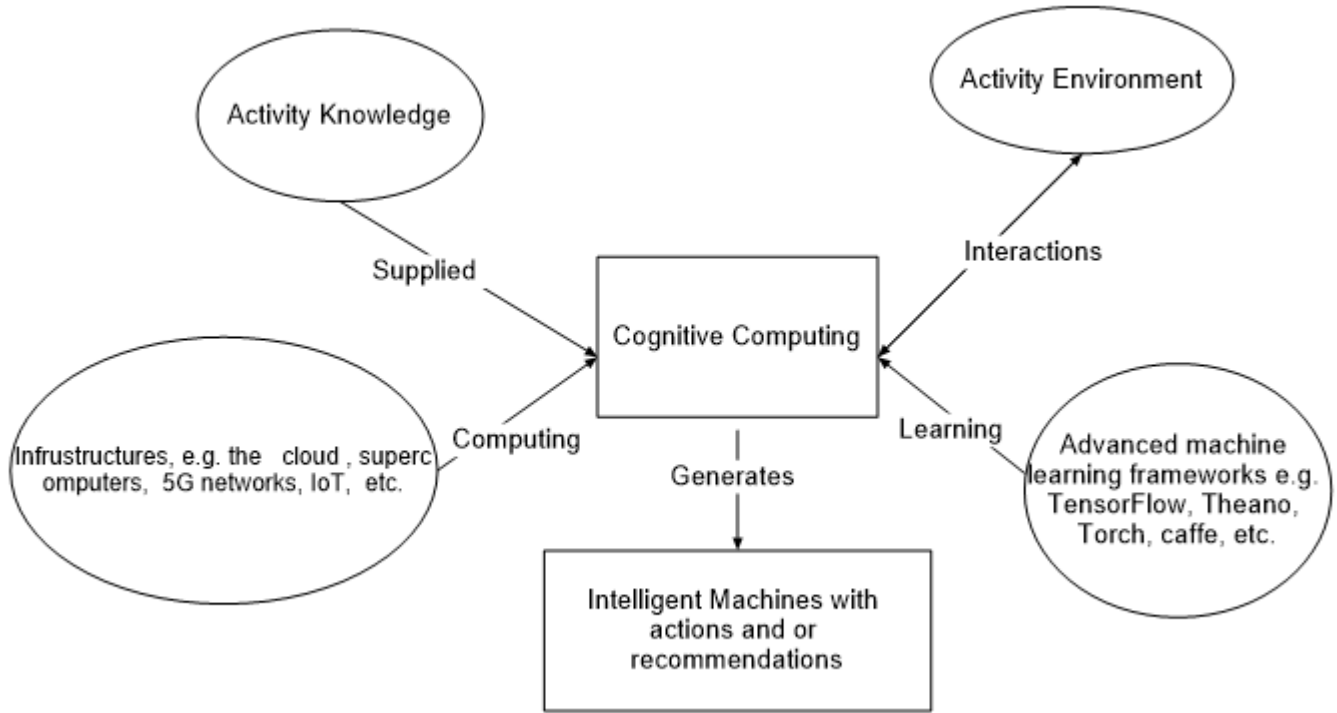 Activity Knowledge
Activity Environment
Supplied
Interactions
Cognitive Computing
Infrustructures, e.g. the cloud , superc
omputers, 5G networks, IoT, etc.
Computing
Learning
Advanced machine
learning frameworks e.g.
TensorFlow, Theano,
Torch, caffe, etc.
Generates
Intelligent Machines with
actions and or
recommendations